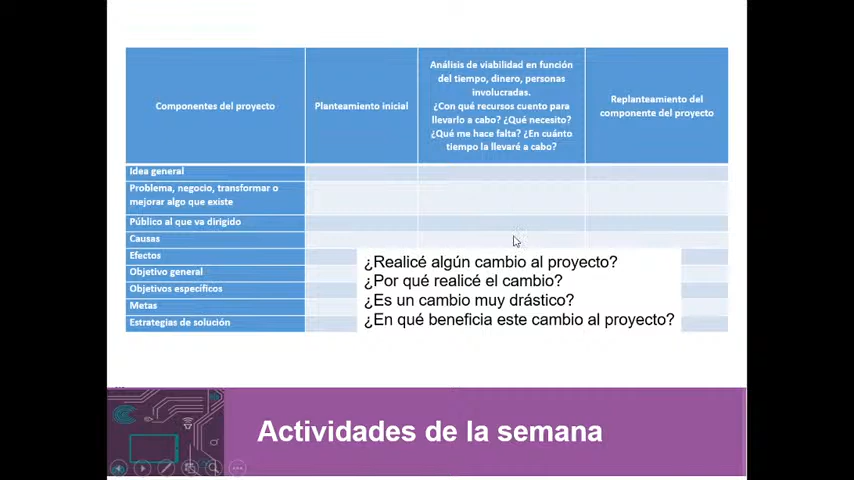 Componentes del proyecto
Planteamiento inicial
Análisis de viabilidad en función
del tiempo, dinero, personas
involucradas.
¿Con qué recursos cuento para
llevarlo a cabo? ¿Qué necesito?
¿Qué me hace falta? ¿En cuánto
tiempo la llevaré a cabo?
Replanteamiento del
componente del proyecto
Idea general
Problema, negocio, transformar o
mejorar algo que existe
Público al que va dirigido
Causas
Efectos
Objetivo general
Objetivos específicos
Metas
Estrategias de solución
¿Realicé algún cambio al proyecto?
¿Por qué realicé el cambio?
¿Es un cambio muy drástico?
¿En qué beneficia este cambio al proyecto?
Actividades de la semana